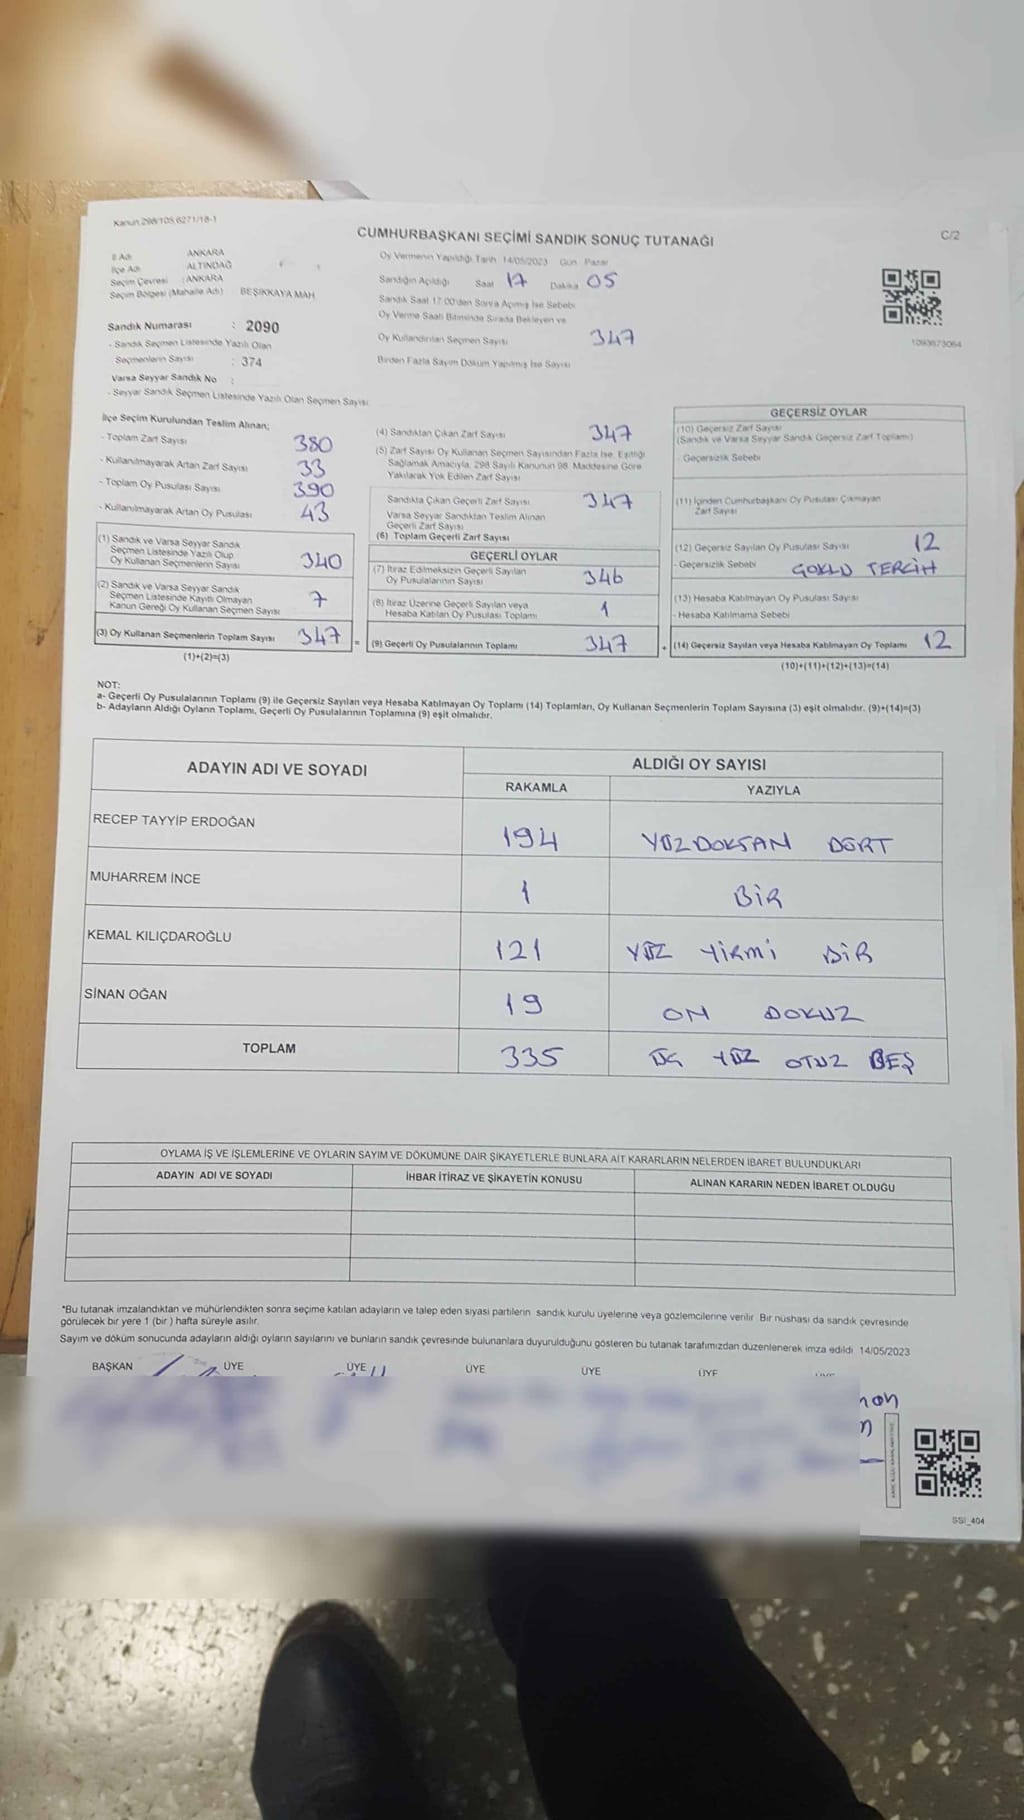 Kanun 298/105,6271/18-1
CUMHURBAŞKANI SEÇİMİ SANDIK SONUÇ TUTANAĞI
C/2
İl Adı ANKARA
İlçe Adı ALTINDAĞ
Seçim Çevresi : ANKARA
Seçim Bölgesi (Mahalle Adı) : BEŞİKKAYA MAH
Sandık Numarası : 2090
- Sandık Seçmen Listesinde Yazılı Olan
Seçmenlerin Sayısı : 374
Varsa Seyyar Sandık No :
- Seyyar Sandık Seçmen Listesinde Yazılı Olan Seçmen Sayısı
Oy Vermenin Yapıldığı Tarih 14/05/2023 Gün Pazar
Sandığın Açıldığı Saat 17 Dakika 05
Sandık Saat 17:00'den Sonra Açılmış İse Sebebi
Oy Verme Saati Bitiminde Sırada Bekleyen ve
Oy Kullandırılan Seçmen Sayısı 347
Birden Fazla Sayım Döküm Yapılmış İse Sayısı
1093673064
İlçe Seçim Kurulundan Teslim Alınan;
- Toplam Zarf Sayısı 380
- Kullanılmayarak Artan Zarf Sayısı 33
- Toplam Oy Pusulası Sayısı 390
- Kullanılmayarak Artan Oy Pusulası 43
(1) Sandık ve Varsa Seyyar Sandık
Seçmen Listesinde Yazılı Olup
Oy Kullanan Seçmenlerin Sayısı 340
(2) Sandık ve Varsa Seyyar Sandık
Seçmen Listesinde Kayıtlı Olmayan
Kanun Gereği Oy Kullanan Seçmen Sayısı 7
(3) Oy Kullanan Seçmenlerin Toplam Sayısı 347 =
(1)+(2)=(3)
(4) Sandıktan Çıkan Zarf Sayısı 347
(5) Zarf Sayısı Oy Kullanan Seçmen Sayısından Fazla İse, Eşitliği
Sağlamak Amacıyla, 298 Sayılı Kanunun 98. Maddesine Göre
Yakılarak Yok Edilen Zarf Sayısı
Sandıkta Çıkan Geçerli Zarf Sayısı 347
Varsa Seyyar Sandıktan Teslim Alınan
Geçerli Zarf Sayısı
(6) Toplam Geçerli Zarf Sayısı
GEÇERLİ OYLAR
(7) İtiraz Edilmeksizin Geçerli Sayılan
Oy Pusulalarının Sayısı 346
(8) İtiraz Üzerine Geçerli Sayılan veya
Hesaba Katılan Oy Pusulası Toplamı 1
(9) Geçerli Oy Pusulalarının Toplamı 347 +
GEÇERSİZ OYLAR
(10) Geçersiz Zarf Sayısı
(Sandık ve Varsa Seyyar Sandık Geçersiz Zarf Toplamı)
- Geçersizlik Sebebi
(11) İçinden Cumhurbaşkanı Oy Pusulası Çıkmayan
Zarf Sayısı
(12) Geçersiz Sayılan Oy Pusulası Sayısı 12
- Geçersizlik Sebebi ÇOKLU TERCİH
(13) Hesaba Katılmayan Oy Pusulası Sayısı
- Hesaba Katılmama Sebebi
(14) Geçersiz Sayılan veya Hesaba Katılmayan Oy Toplamı 12
(10)+(11)+(12)+(13)=(14)
NOT:
a- Geçerli Oy Pusulalarının Toplamı (9) ile Geçersiz Sayılan veya Hesaba Katılmayan Oy Toplamı (14) Toplamları, Oy Kullanan Seçmenlerin Toplam Sayısına (3) eşit olmalıdır. (9)+(14)=(3)
b- Adayların Aldığı Oyların Toplamı, Geçerli Oy Pusulalarının Toplamına (9) eşit olmalıdır.
ADAYIN ADI VE SOYADI ALDIĞI OY SAYISI
RAKAMLA YAZIYLA
RECEP TAYYİP ERDOĞAN 194 YÜZDOKSAN DÖRT
MUHARREM İNCE 1 BİR
KEMAL KILIÇDAROĞLU 121 YÜZ YİRMİ BİR
SİNAN OĞAN 19 ON DOKUZ
TOPLAM 335 ÜÇ YÜZ OTUZ BEŞ
OYLAMA İŞ VE İŞLEMLERİNE VE OYLARIN SAYIM VE DÖKÜMÜNE DAİR ŞİKAYETLERLE BUNLARA AİT KARARLARIN NELERDEN İBARET BULUNDUKLARI
ADAYIN ADI VE SOYADI İHBAR İTİRAZ VE ŞİKAYETİN KONUSU ALINAN KARARIN NEDEN İBARET OLDUĞU
*Bu tutanak imzalandıktan ve mühürlendikten sonra seçime katılan adayların ve talep eden siyasi partilerin sandık kurulu üyelerine veya gözlemcilerine verilir. Bir nüshası da sandık çevresinde
görülecek bir yere 1 (bir ) hafta süreyle asılır.
Sayım ve döküm sonucunda adayların aldığı oyların sayılarını ve bunların sandık çevresinde bulunanlara duyurulduğunu gösteren bu tutanak tarafımızdan düzenlenerek imza edildi 14/05/2023
BAŞKAN ÜYE ÜYE ÜYE ÜYE ÜYE
SSI_404